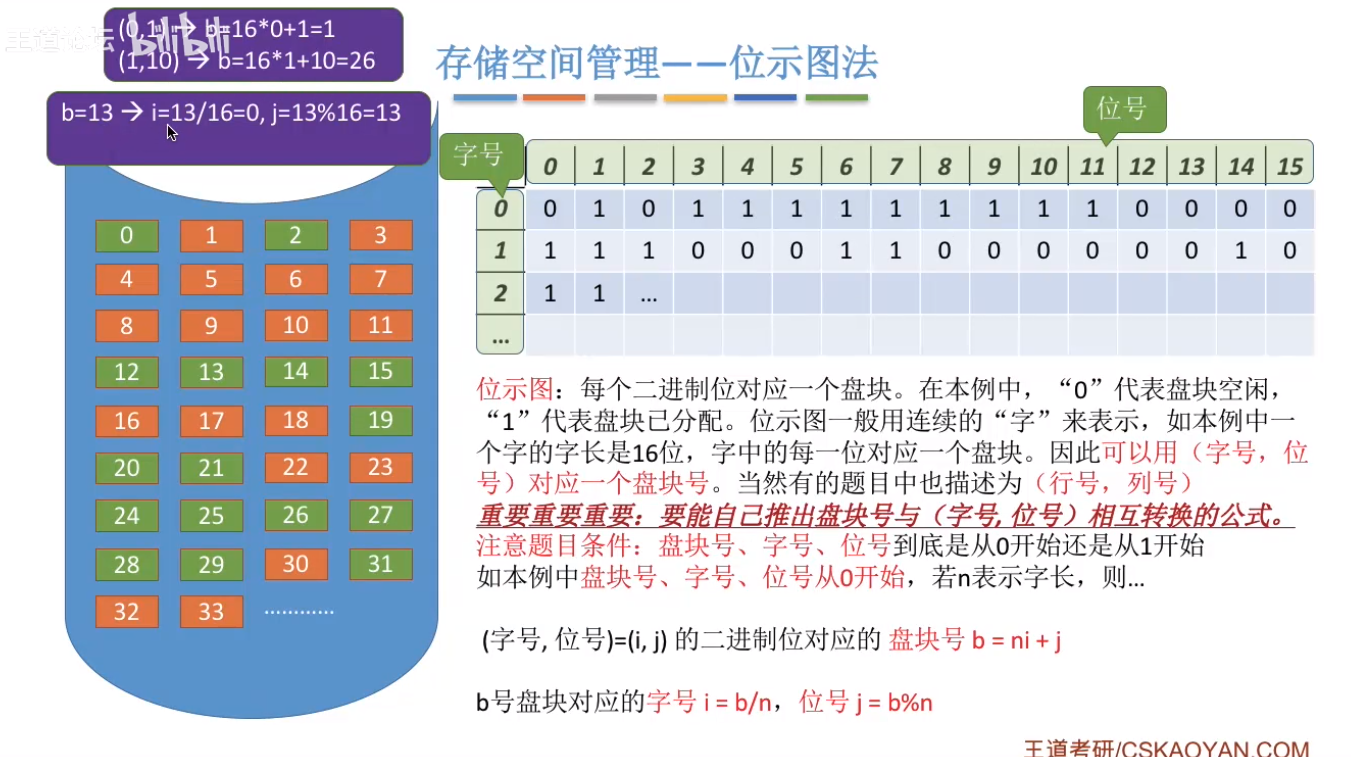 王道论坛 bilibili
(0,1) → b=16*0+1=1
(1,10) → b=16*1+10=26
存储空间管理——位示图法
b=13 → i=13/16=0, j=13%16=13
位号
字号
0 1 2 3 4 5 6 7 8 9 10 11 12 13 14 15
0 0 1 0 1 1 1 1 1 1 1 1 1 0 0 0 0
1 1 1 1 0 0 0 1 1 0 0 0 0 0 0 1 0
2 1 1 …
…
0 1 2 3
4 5 6 7
8 9 10 11
12 13 14 15
16 17 18 19
20 21 22 23
24 25 26 27
28 29 30 31
32 33 …………
位示图：每个二进制位对应一个盘块。在本例中，“0”代表盘块空闲，
“1”代表盘块已分配。位示图一般用连续的“字”来表示，如本例中一
个字的字长是16位，字中的每一位对应一个盘块。因此可以用（字号，位
号）对应一个盘块号。当然有的题目中也描述为（行号，列号）
重要重要重要：要能自己推出盘块号与（字号, 位号）相互转换的公式。
注意题目条件：盘块号、字号、位号到底是从0开始还是从1开始
如本例中盘块号、字号、位号从0开始，若n表示字长，则…
(字号, 位号)=(i, j) 的二进制位对应的 盘块号 b = ni + j
b号盘块对应的字号 i = b/n，位号 j = b%n
王道考研/CSKAOYAN.COM